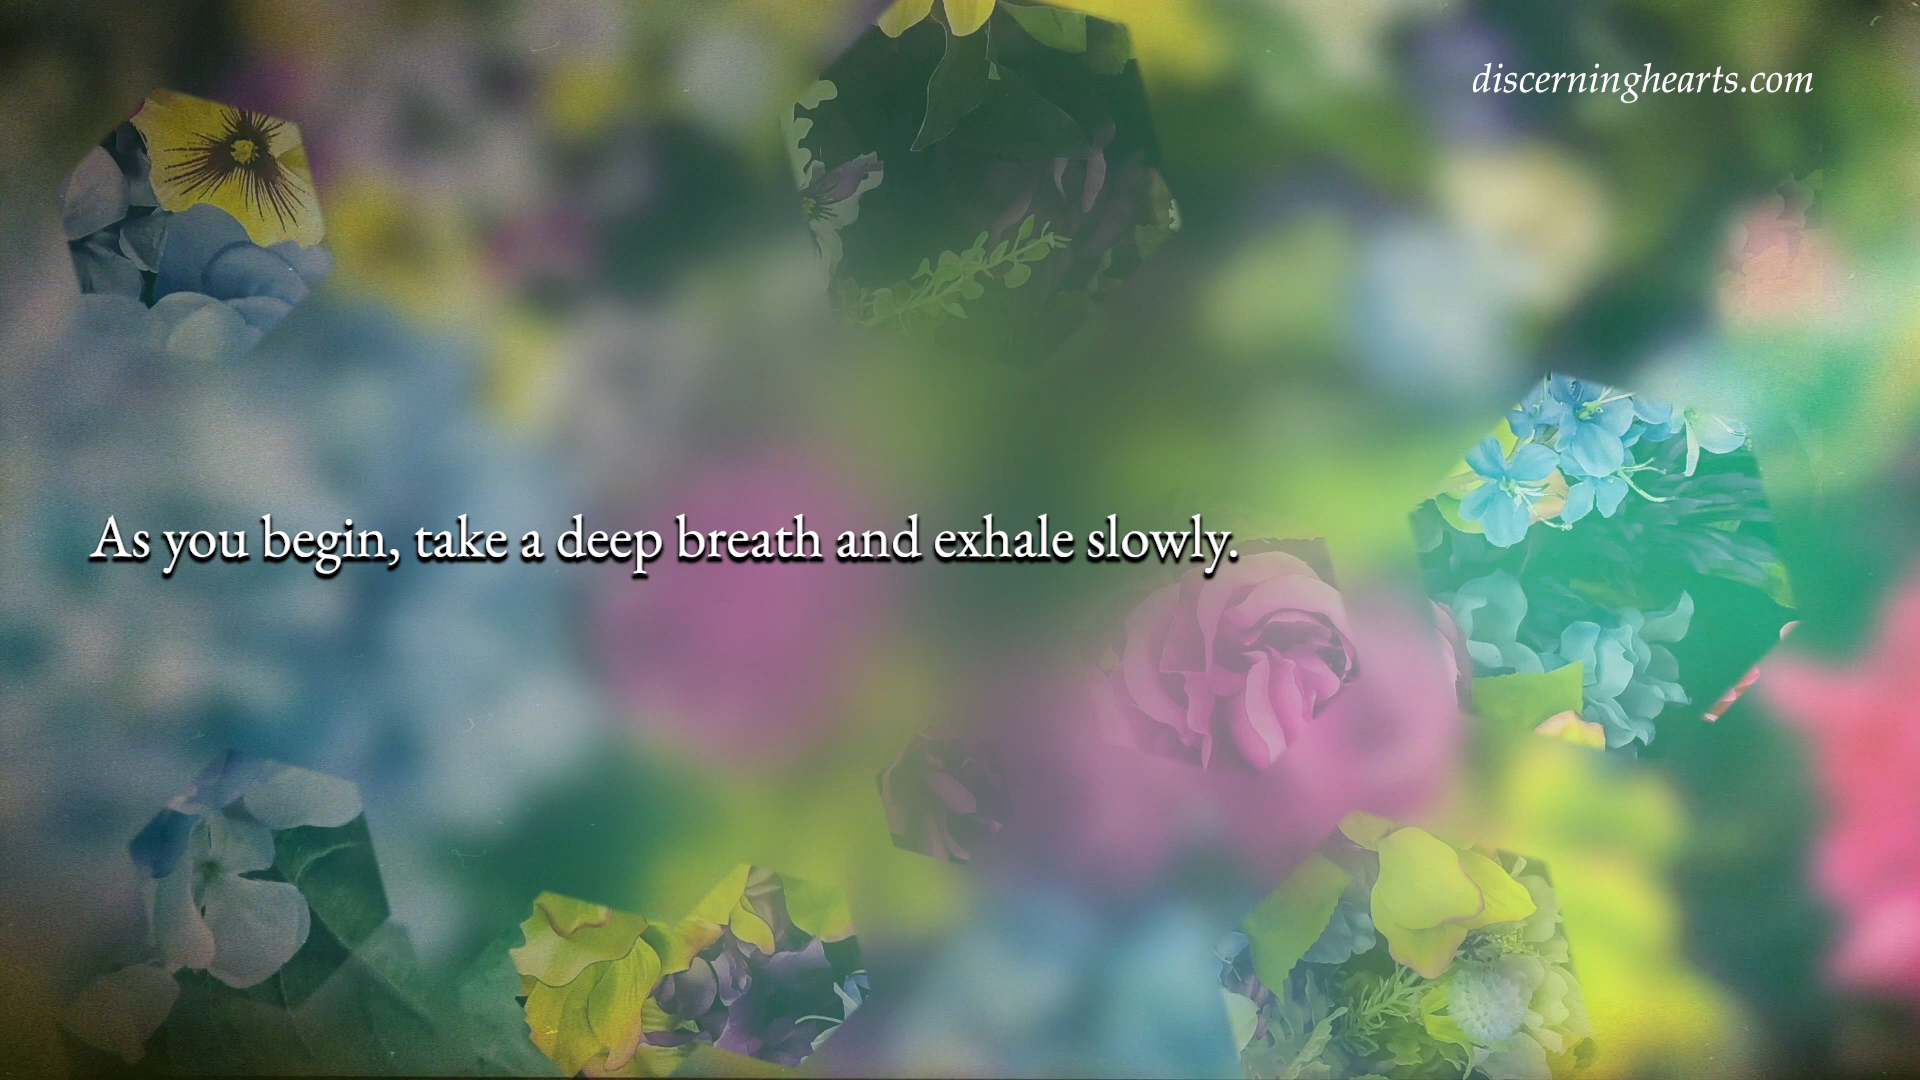 discerninghearts.com
As you begin, take a deep breath and exhale slowly.